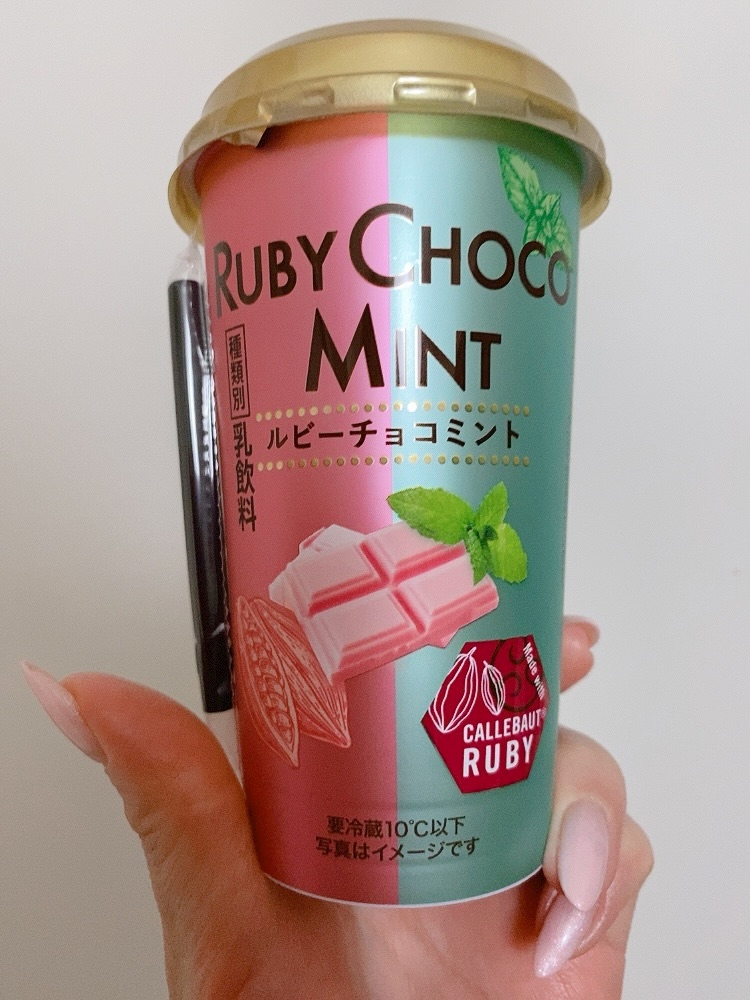 RUBY CHOCO
MINT
ルビーチョコミント
種類別
乳飲料
Made with
CALLEBAUT®
RUBY
要冷蔵10℃以下
写真はイメージです